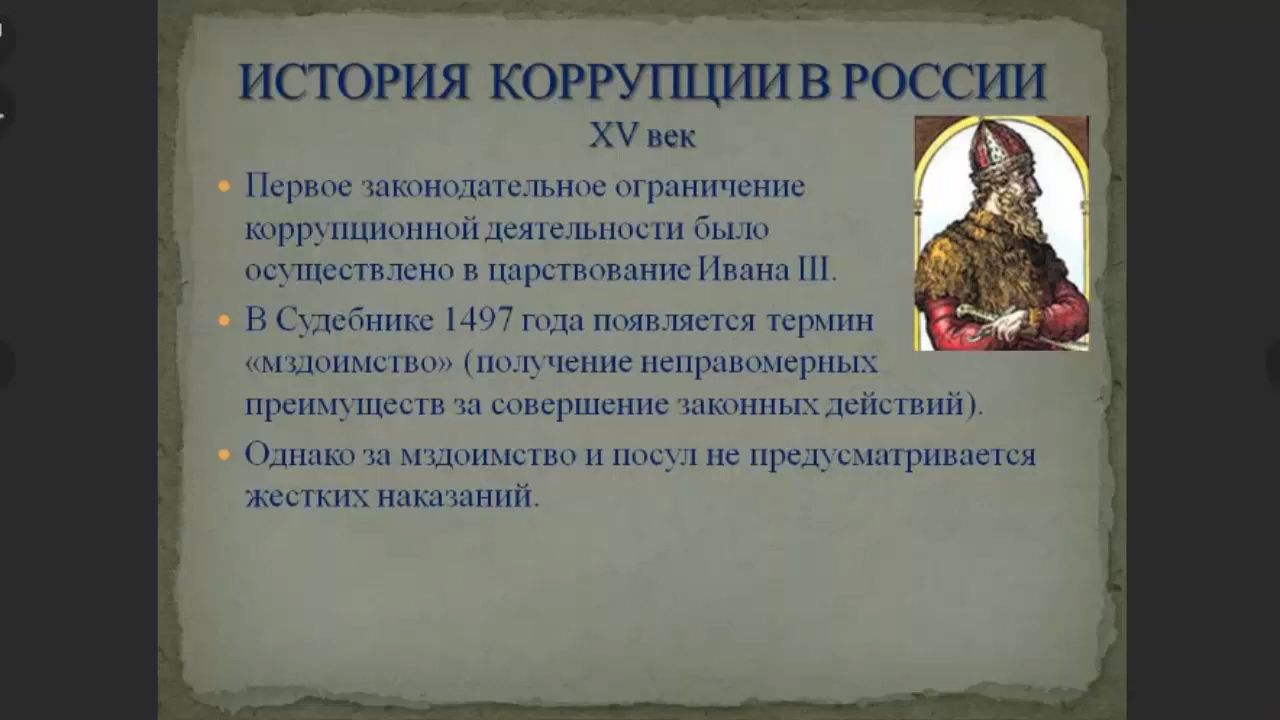 ИСТОРИЯ КОРРУПЦИИ В РОССИИ
XV век
• Первое законодательное ограничение
коррупционной деятельности было
осуществлено в царствование Ивана III.
• В Судебнике 1497 года появляется термин
«мздоимство» (получение неправомерных
преимуществ за совершение законных действий).
• Однако за мздоимство и посул не предусматривается
жестких наказаний.